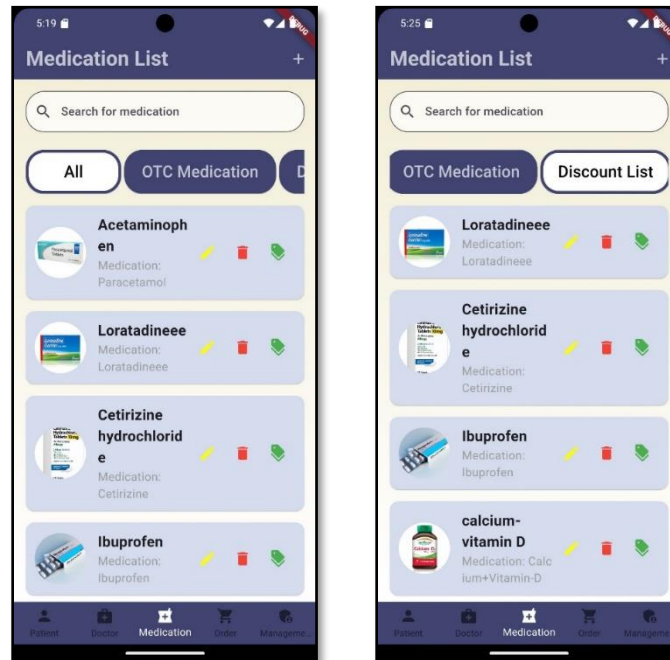 5:19
DEBUG
Medication List
+
Search for medication
All
OTC Medication
D
Acetaminoph
en
Medication:
Paracetamol
Loratadineee
Medication:
Loratadineee
Cetirizine
hydrochlorid
e
Medication:
Cetirizine
Ibuprofen
Medication:
Ibuprofen
Patient
Doctor
Medication
Order
Manageme...
5:25
DEBUG
Medication List
+
Search for medication
OTC Medication
Discount List
Loratadineee
Medication:
Loratadineee
Cetirizine
hydrochlorid
e
Medication:
Cetirizine
Ibuprofen
Medication:
Ibuprofen
calcium-
vitamin D
Medication: Calc
ium+Vitamin-D
Patient
Doctor
Medication
Order
Manageme